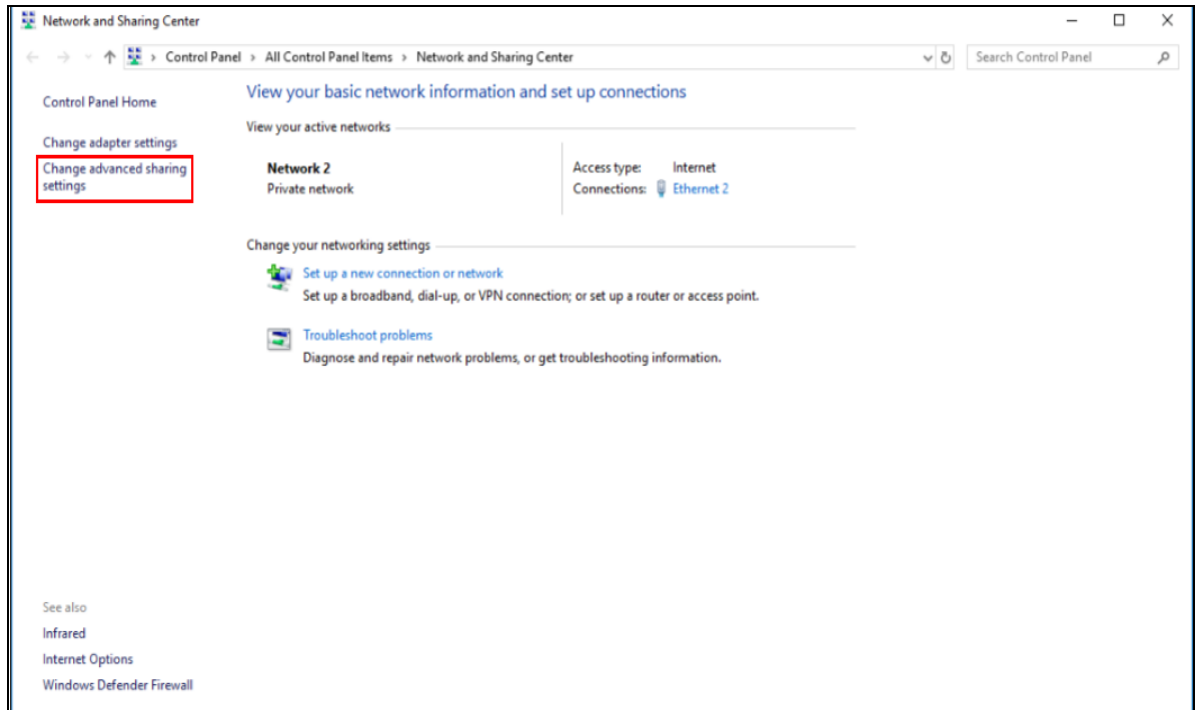 Network and Sharing Center
Control Panel > All Control Panel Items > Network and Sharing Center
Search Control Panel
Control Panel Home
Change adapter settings
Change advanced sharing
settings
View your basic network information and set up connections
View your active networks
Network 2
Private network
Access type: Internet
Connections: Ethernet 2
Change your networking settings
Set up a new connection or network
Set up a broadband, dial-up, or VPN connection; or set up a router or access point.
Troubleshoot problems
Diagnose and repair network problems, or get troubleshooting information.
See also
Infrared
Internet Options
Windows Defender Firewall